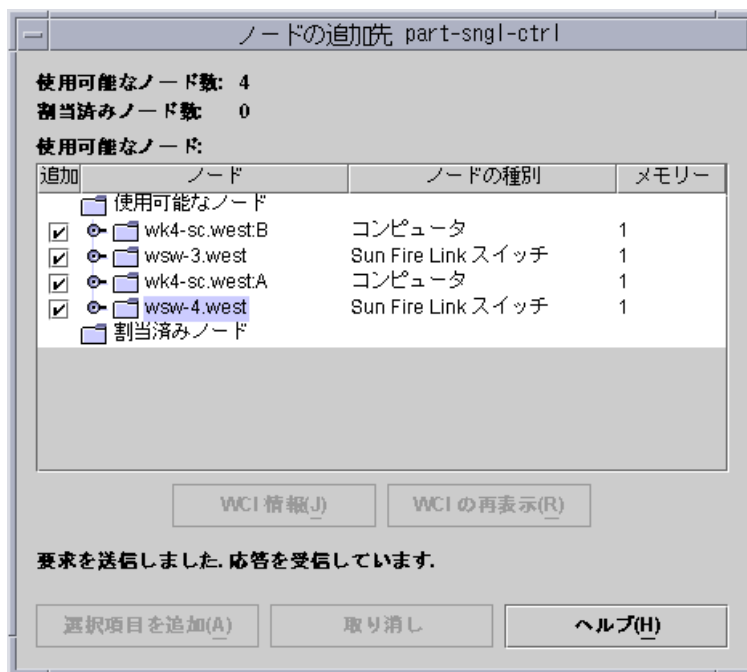 ノードの追加先 part-sngl-ctrl
使用可能なノード数: 4
割当済みノード数 0
使用可能なノード:
追加 ノード ノードの種別 メモリー
使用可能なノード
wk4-sc.west:B コンピュータ 1
wsw-3.west Sun Fire Link スイッチ 1
wk4-sc.west:A コンピュータ 1
wsw-4.west Sun Fire Link スイッチ 1
割当済みノード
WCI 情報(J) WCI の再表示(R)
要求を送信しました. 応答を受信しています.
選択項目を追加(A) 取り消し ヘルプ(H)